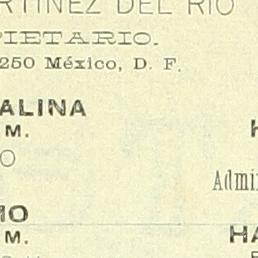 RTINEZ DEL RIO
PIETARIO.
250 México, D. F.
ALINA
M.
O
Admi
MO
M.
HA